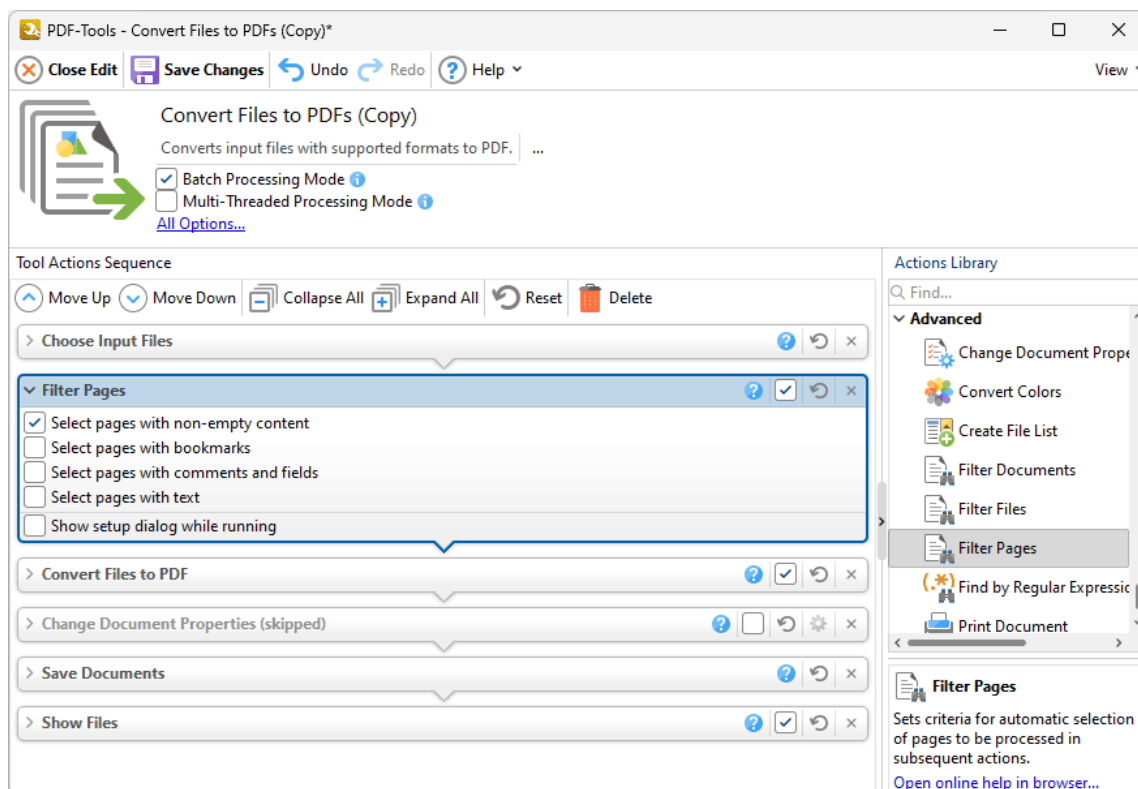 PDF-Tools - Convert Files to PDFs (Copy)*
Close Edit Save Changes Undo Redo Help View
Convert Files to PDFs (Copy)
Converts input files with supported formats to PDF. ...
Batch Processing Mode
Multi-Threaded Processing Mode
All Options...
Tool Actions Sequence
Move Up Move Down Collapse All Expand All Reset Delete
Choose Input Files
Filter Pages
Select pages with non-empty content
Select pages with bookmarks
Select pages with comments and fields
Select pages with text
Show setup dialog while running
Convert Files to PDF
Change Document Properties (skipped)
Save Documents
Show Files
Actions Library
Find...
Advanced
Change Document Prope
Convert Colors
Create File List
Filter Documents
Filter Files
Filter Pages
Find by Regular Expressic
Print Document
Filter Pages
Sets criteria for automatic selection
of pages to be processed in
subsequent actions.
Open online help in browser...